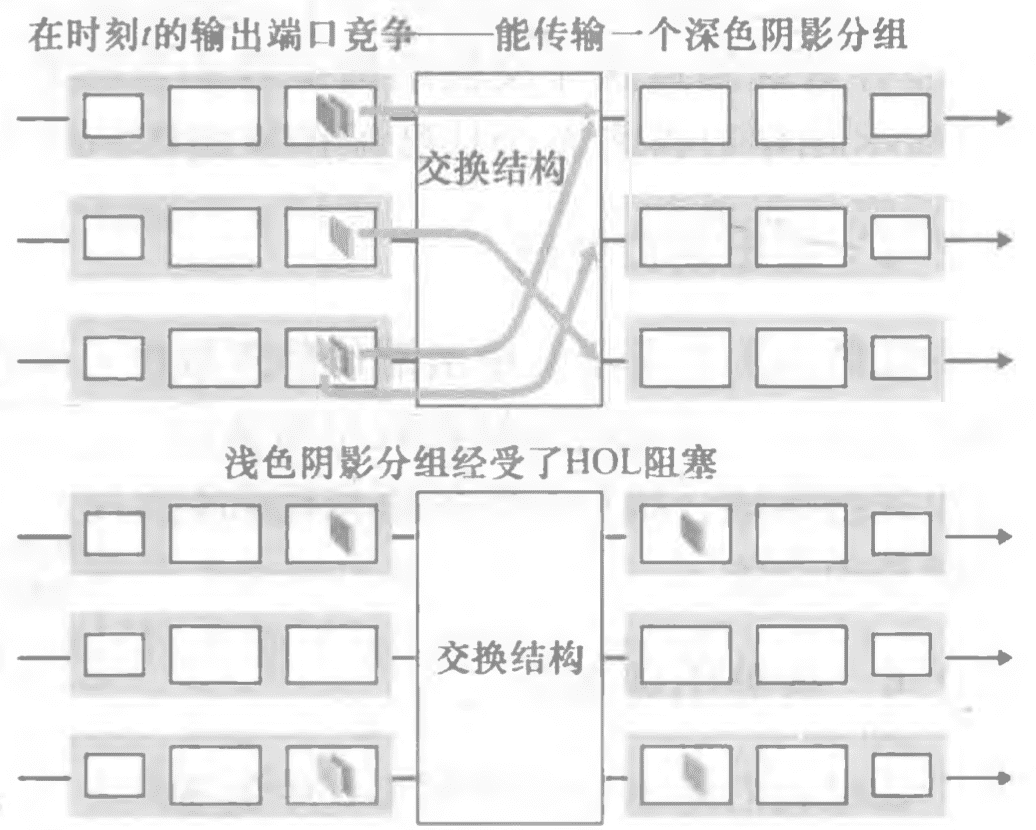 在时刻t的输出端口竞争——能传输一个深色阴影分组
交换结构
浅色阴影分组经受了HOL阻塞
交换结构